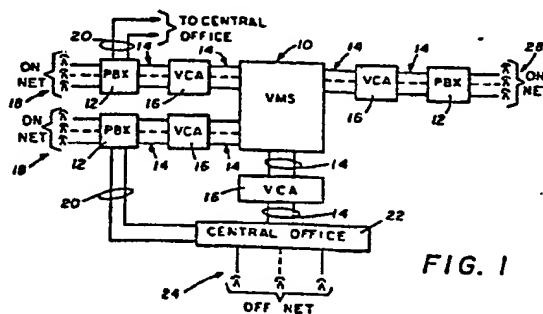 20
TO CENTRAL
OFFICE
14
14
10
14
14
28
ON
NET
PBX
VCA
VMS
VCA
PBX
ON
NET
18
12
16
16
12
ON
NET
PBX
VCA
14
18
12
14
16
14
16
VCA
20
14
22
CENTRAL OFFICE
24
OFF NET
FIG. 1